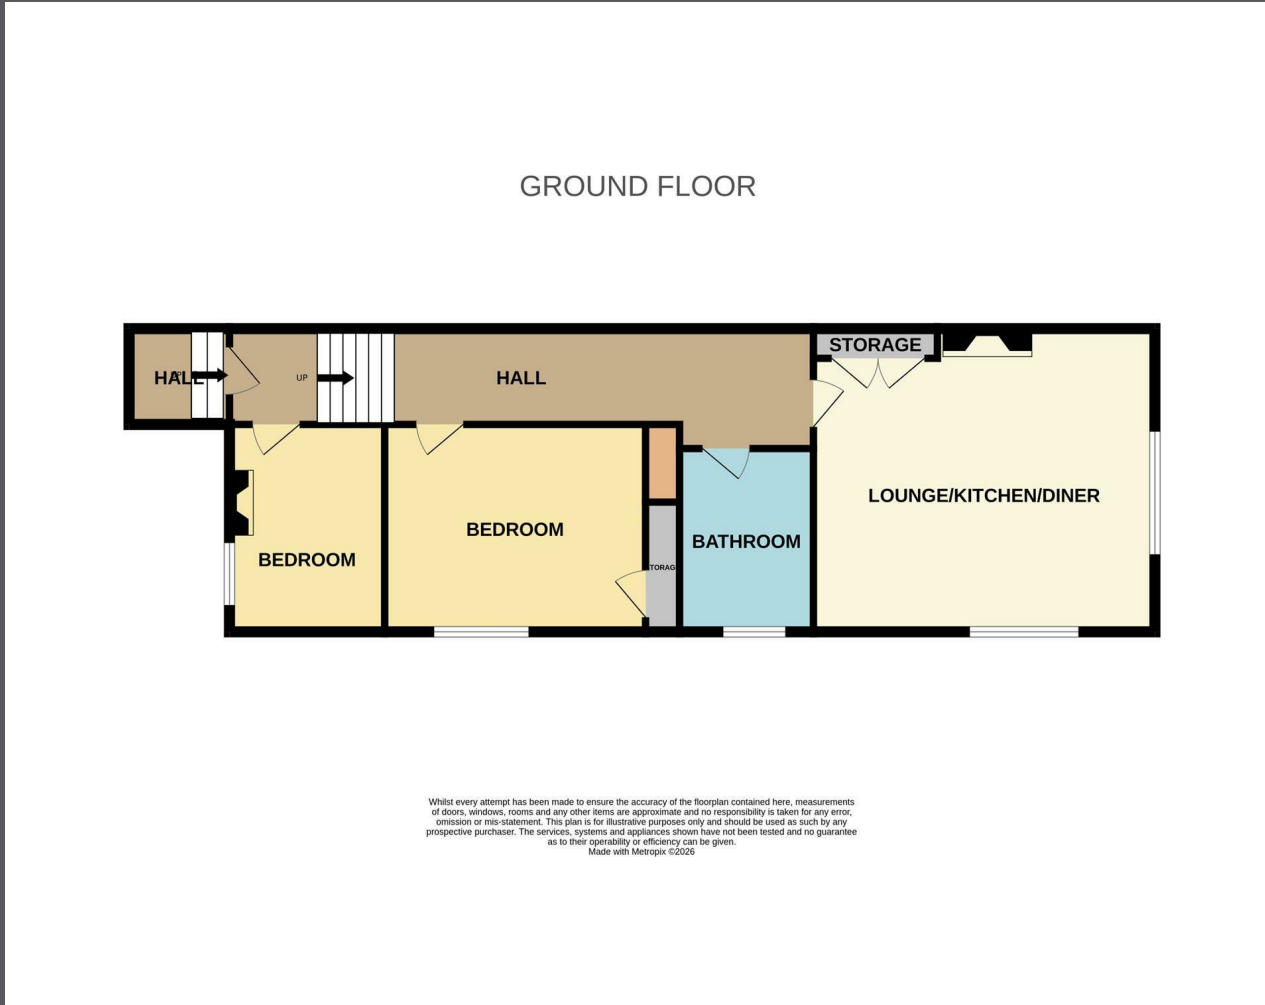 GROUND FLOOR
STORAGE
HALL
UP
UP
HALL
LOUNGE/KITCHEN/DINER
BEDROOM
BATHROOM
BEDROOM
STORAGE
Whilst every attempt has been made to ensure the accuracy of the floorplan contained here, measurements
of doors, windows, rooms and any other items are approximate and no responsibility is taken for any error,
omission or mis-statement. This plan is for illustrative purposes only and should be used as such by any
prospective purchaser. The services, systems and appliances shown have not been tested and no guarantee
as to their operability or efficiency can be given.
Made with Metropix ©2026